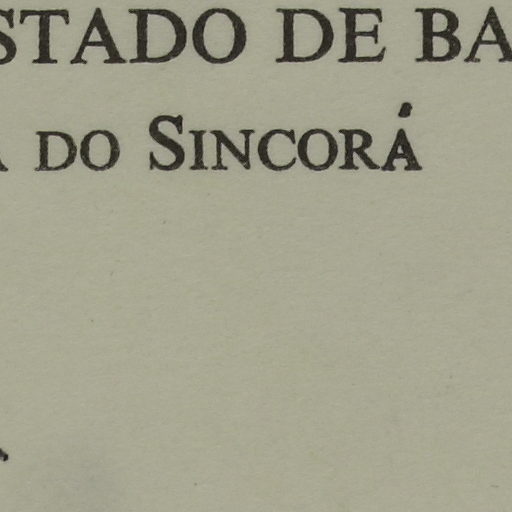 STADO DE BA
A DO SINCORÁ